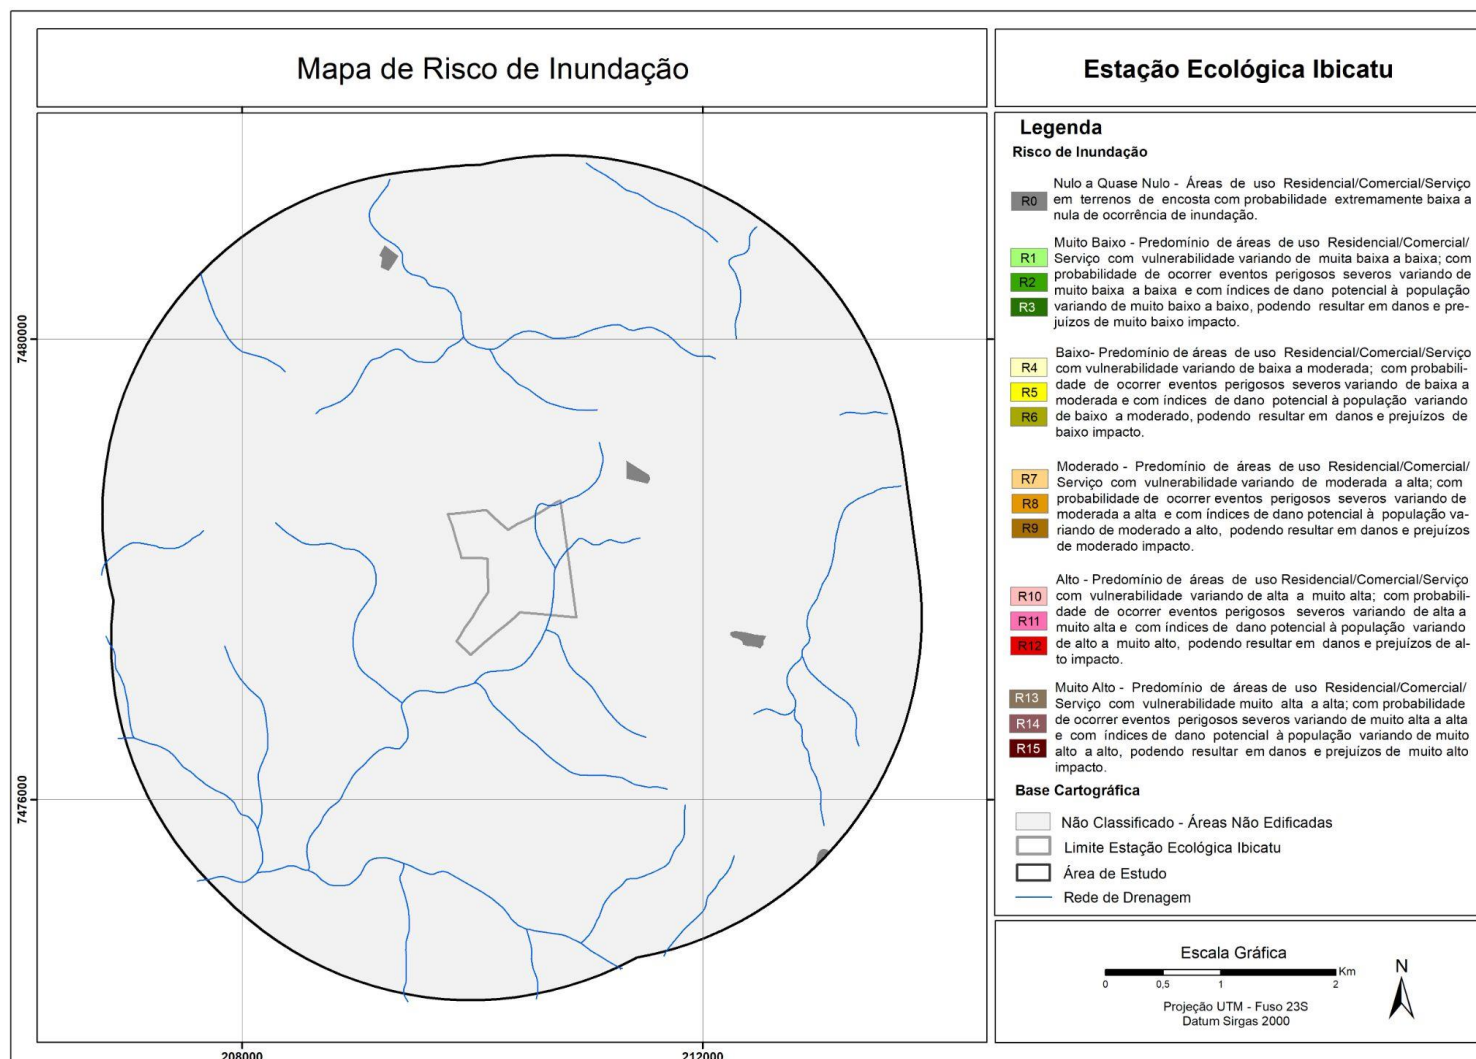 Mapa de Risco de Inundação
Estação Ecológica Ibicatu
7480000
7476000
208000
212000
Legenda
Risco de Inundação
R0
Nulo a Quase Nulo - Áreas de uso Residencial/Comercial/Serviço
em terrenos de encosta com probabilidade extremamente baixa a
nula de ocorrência de inundação.
R1
R2
R3
Muito Baixo - Predomínio de áreas de uso Residencial/Comercial/
Serviço com vulnerabilidade variando de muita baixa a baixa; com
probabilidade de ocorrer eventos perigosos severos variando de
muito baixa a baixa e com índices de dano potencial à população
variando de muito baixo a baixo, podendo resultar em danos e pre-
juízos de muito baixo impacto.
R4
R5
R6
Baixo- Predomínio de áreas de uso Residencial/Comercial/Serviço
com vulnerabilidade variando de baixa a moderada; com probabili-
dade de ocorrer eventos perigosos severos variando de baixa a
moderada e com índices de dano potencial à população variando
de baixo a moderado, podendo resultar em danos e prejuízos de
baixo impacto.
R7
R8
R9
Moderado - Predomínio de áreas de uso Residencial/Comercial/
Serviço com vulnerabilidade variando de moderada a alta; com
probabilidade de ocorrer eventos perigosos severos variando de
moderada a alta e com índices de dano potencial à população va-
riando de moderado a alto, podendo resultar em danos e prejuízos
de moderado impacto.
R10
R11
R12
Alto - Predomínio de áreas de uso Residencial/Comercial/Serviço
com vulnerabilidade variando de alta a muito alta; com probabili-
dade de ocorrer eventos perigosos severos variando de alta a
muito alta e com índices de dano potencial à população variando
de alto a muito alto, podendo resultar em danos e prejuízos de al-
to impacto.
R13
R14
R15
Muito Alto - Predomínio de áreas de uso Residencial/Comercial/
Serviço com vulnerabilidade muito alta a alta; com probabilidade
de ocorrer eventos perigosos severos variando de muito alta a alta
e com índices de dano potencial à população variando de muito
alto a alto, podendo resultar em danos e prejuízos de muito alto
impacto.
Base Cartográfica
Não Classificado - Áreas Não Edificadas
Limite Estação Ecológica Ibicatu
Área de Estudo
Rede de Drenagem
Escala Gráfica
Km
0 0,5 1 2
Projeção UTM - Fuso 23S
Datum Sirgas 2000
N